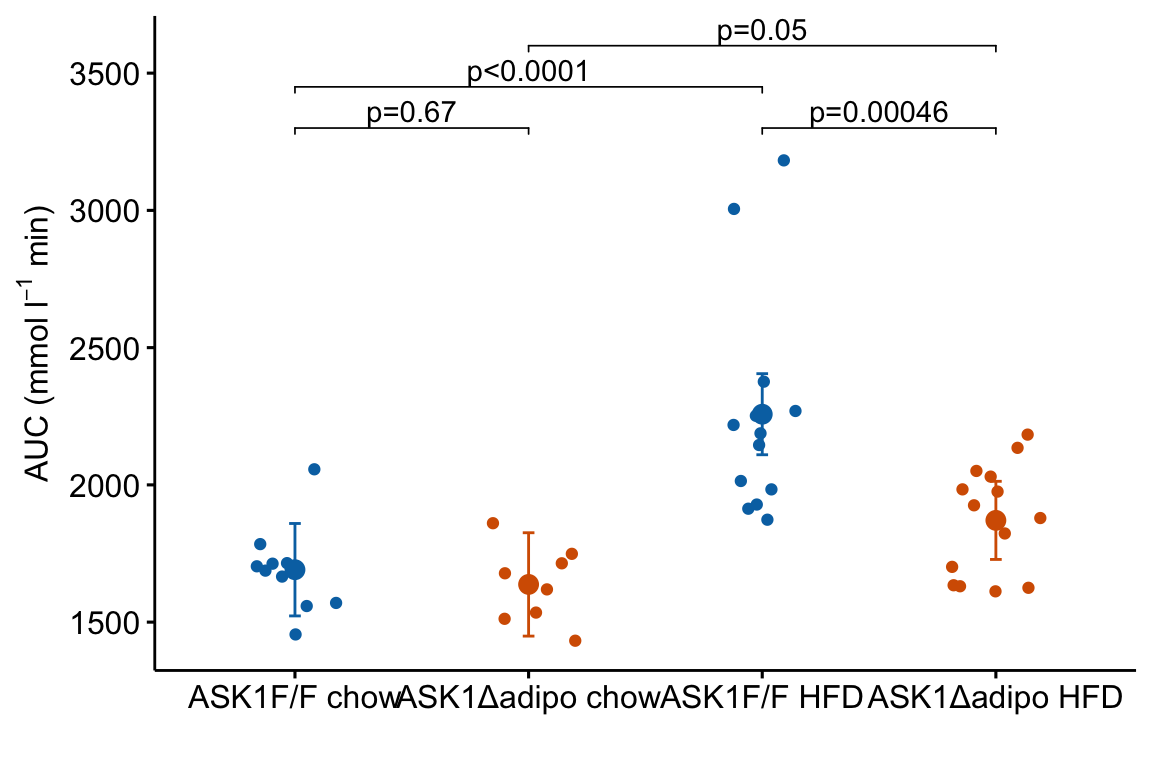 p=0.05
p<0.0001
p=0.67
p=0.00046
3500
3000
2500
2000
1500
AUC (mmol l⁻¹ min)
ASK1F/F chow
ASK1Δadipo chow
ASK1F/F HFD
ASK1Δadipo HFD